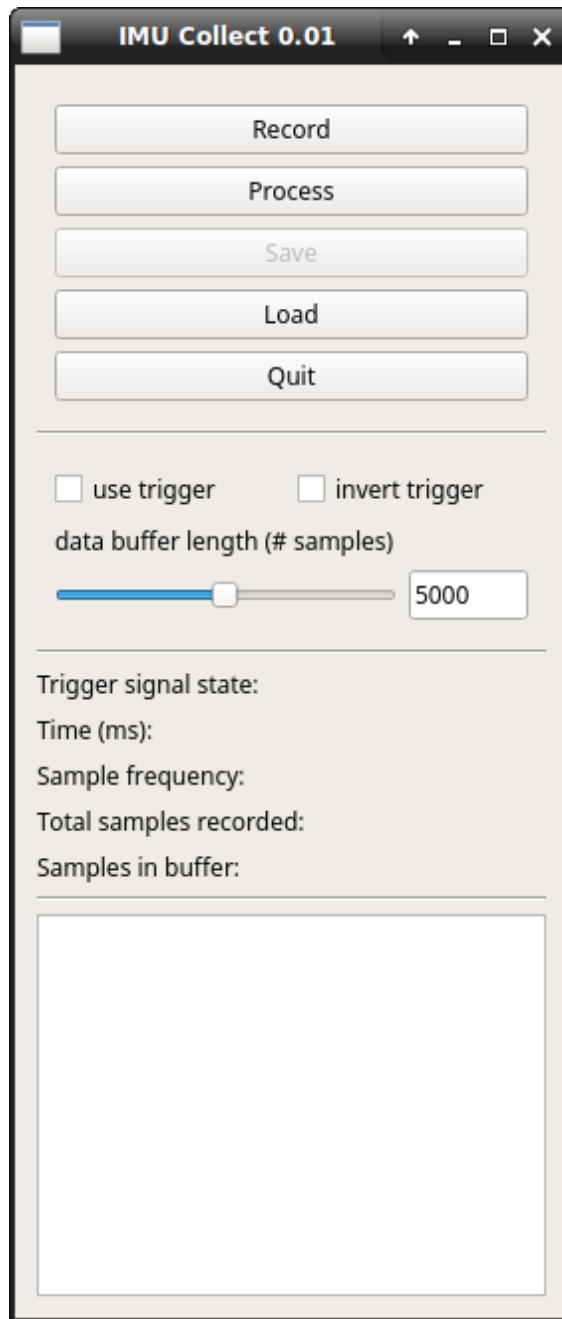 IMU Collect 0.01
Record
Process
Save
Load
Quit
use trigger invert trigger
data buffer length (# samples)
5000
Trigger signal state:
Time (ms):
Sample frequency:
Total samples recorded:
Samples in buffer: